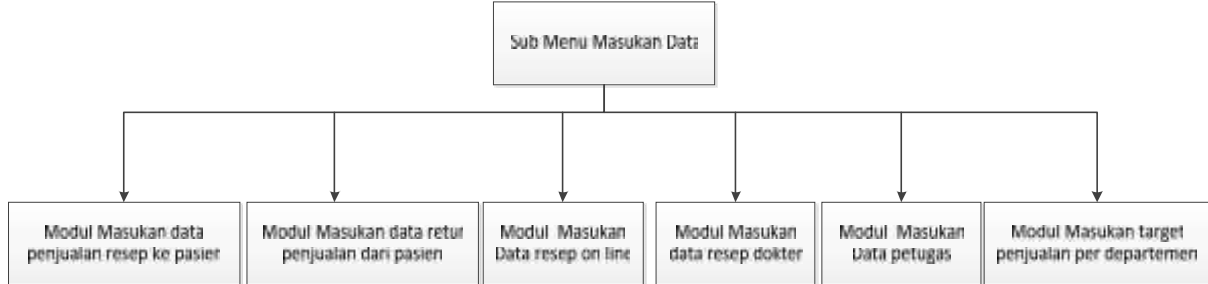 Sub Menu Masukan Data
Modul Masukan data
penjualan resep ke pasien
Modul Masukan data retur
penjualan dari pasien
Modul Masukan
Data resep on line
Modul Masukan
data resep dokter
Modul Masukan
Data petugas
Modul Masukan target
penjualan per departemen